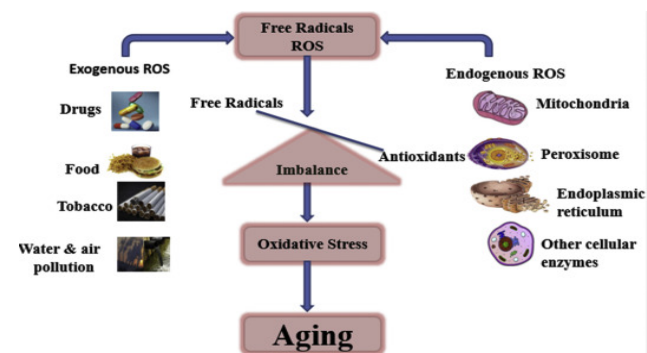 Free Radicals
ROS
Exogenous ROS
Drugs
Food
Tobacco
Water & air
pollution
Free Radicals
Antioxidants
Imbalance
Oxidative Stress
Aging
Endogenous ROS
Mitochondria
Peroxisome
Endoplasmic
reticulum
Other cellular
enzymes